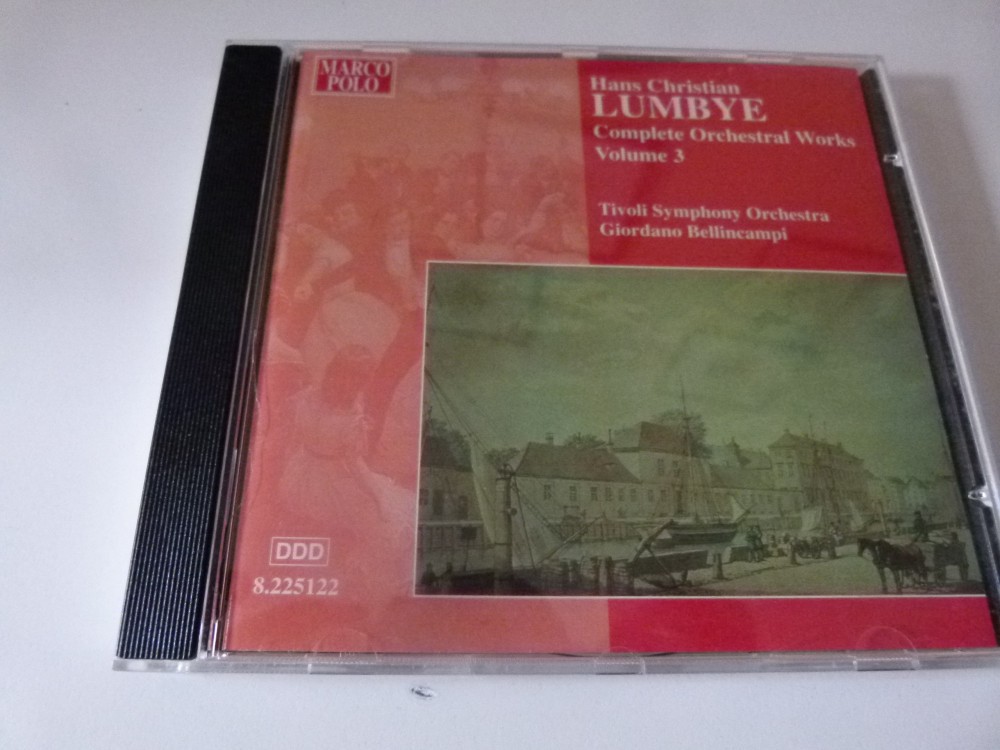 MARCO
POLO
Hans Christian
LUMBYE
Complete Orchestral Works
Volume 3
Tivoli Symphony Orchestra
Giordano Bellincampi
DDD
8.225122